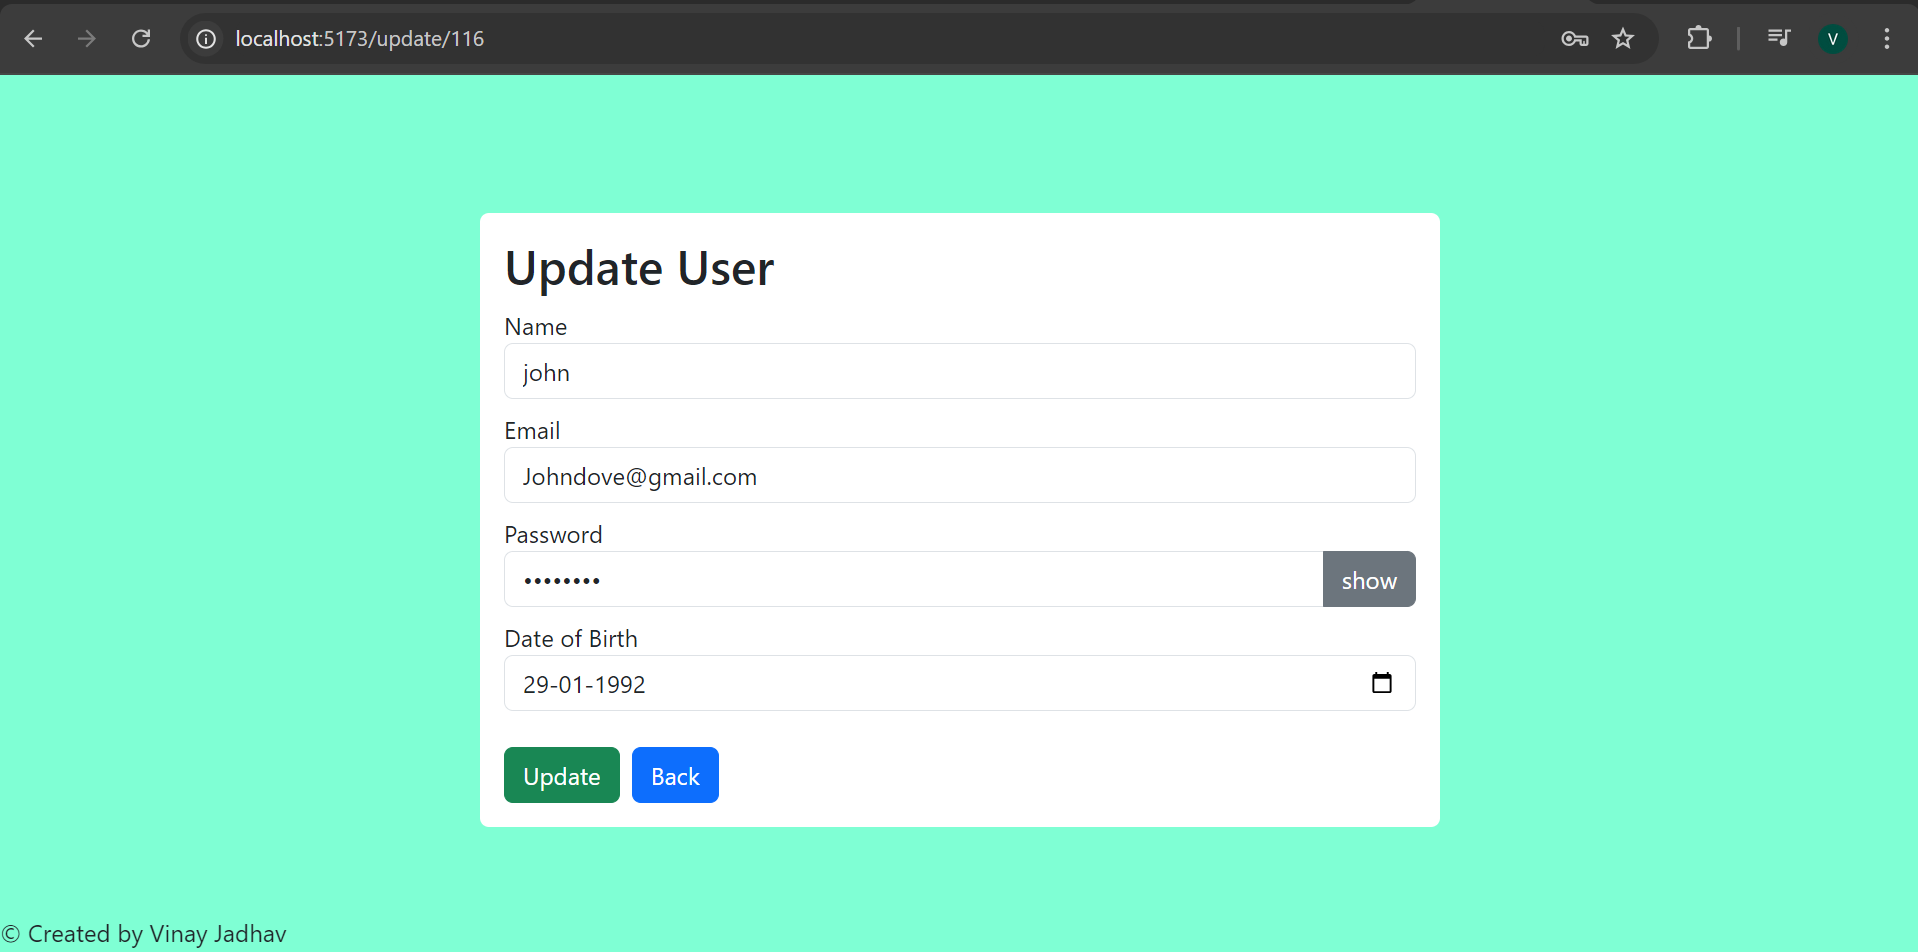 localhost:5173/update/116
V
Update User
Name
john
Email
Johndove@gmail.com
Password
••••••••
show
Date of Birth
29-01-1992
Update
Back
© Created by Vinay Jadhav